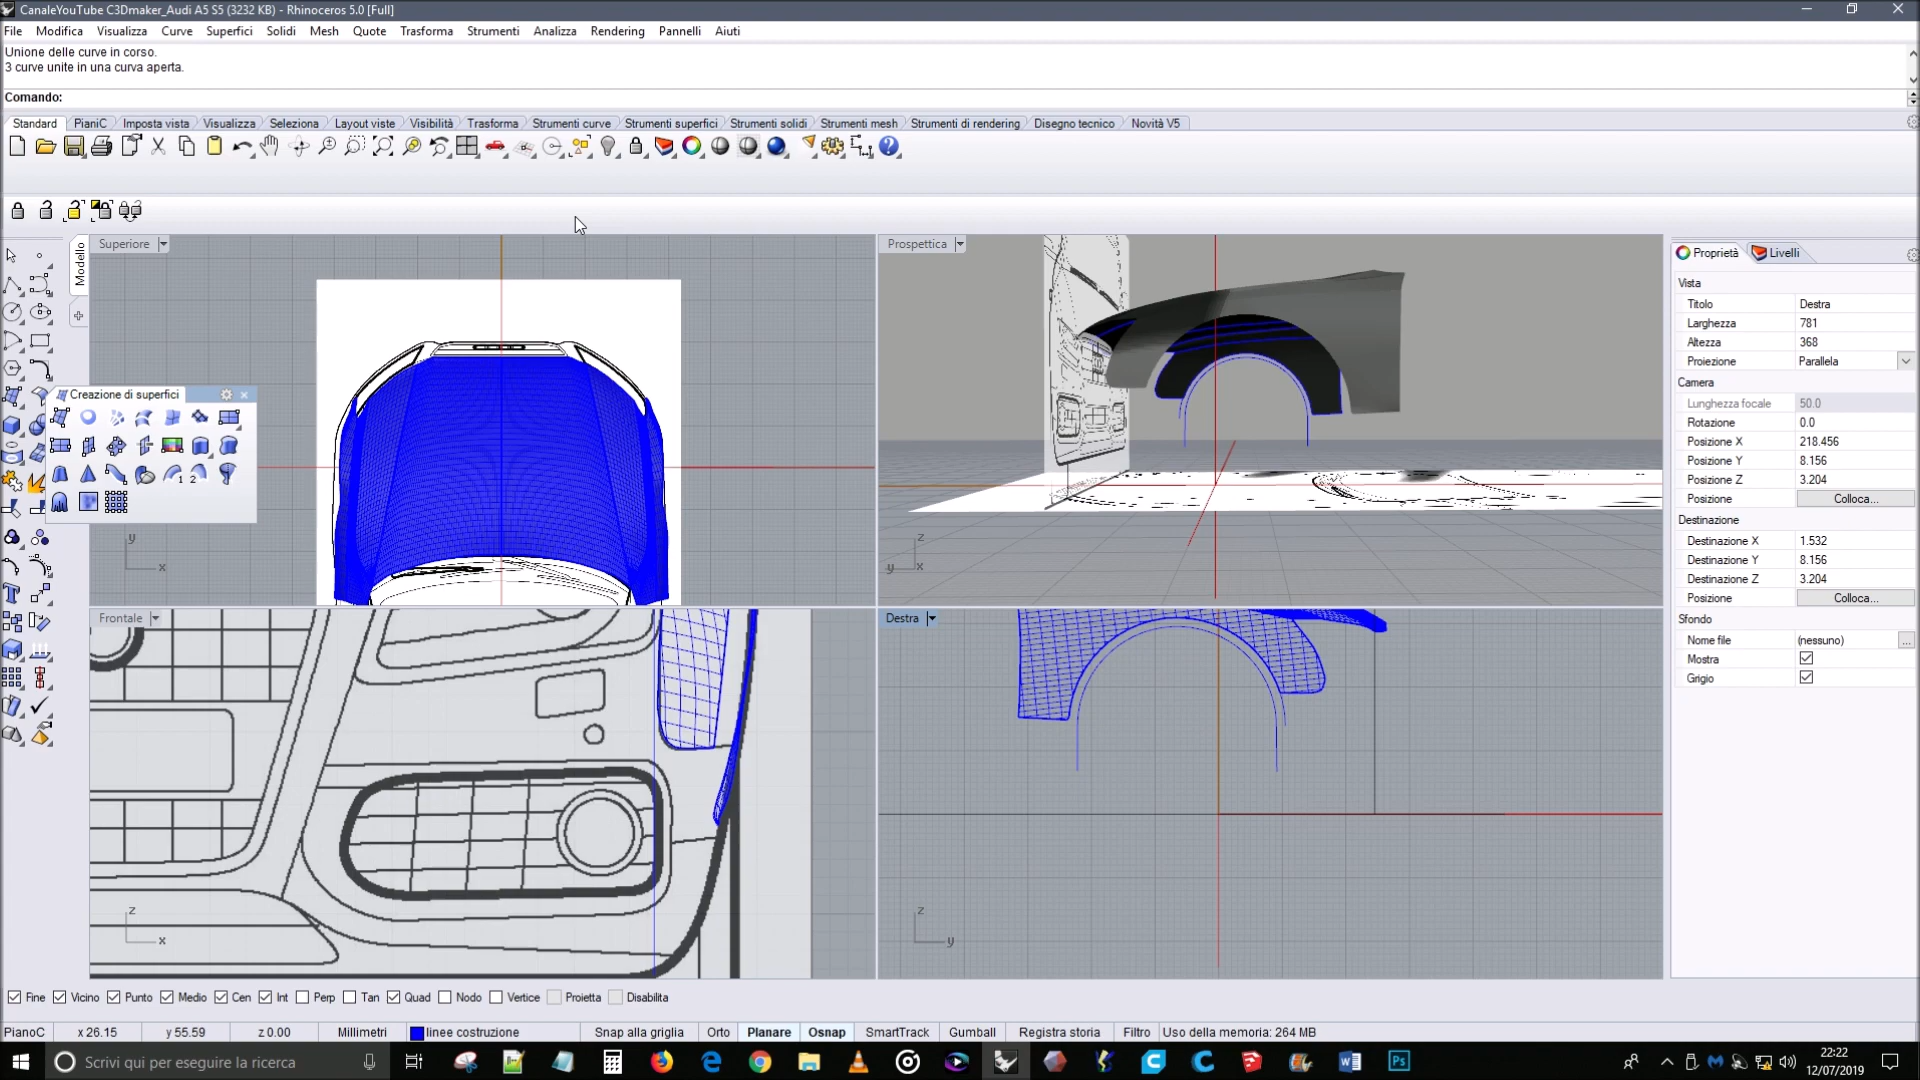 CanaleYouTube C3Dmaker_Audi A5 S5 (3232 KB) - Rhinoceros 5.0 [Full]
File Modifica Visualizza Curve Superfici Solidi Mesh Quote Trasforma Strumenti Analizza Rendering Pannelli Aiuti
Unione delle curve in corso.
3 curve unite in una curva aperta.
Comando:
Standard PianiC Imposta vista Visualizza Seleziona Layout viste Visibilità Trasforma Strumenti curve Strumenti superfici Strumenti solidi Strumenti mesh Strumenti di rendering Disegno tecnico Novità V5
Modello
Superiore
Prospettica
Proprietà Livelli
Vista
Titolo Destra
Larghezza 781
Altezza 368
Proiezione Parallela
Camera
Lunghezza focale 50.0
Rotazione 0.0
Posizione X 218.456
Posizione Y 8.156
Posizione Z 3.204
Posizione Colloca...
Destinazione
Destinazione X 1.532
Destinazione Y 8.156
Destinazione Z 3.204
Posizione Colloca...
Sfondo
Nome file (nessuno) ...
Mostra
Grigio
Creazione di superfici
1 2
y
x
z
y x
Frontale
Destra
z
x
z
y
Fine Vicino Punto Medio Cen Int Perp Tan Quad Nodo Vertice Proietta Disabilita
PianoC x 26.15 y 55.59 z 0.00 Millimetri linee costruzione Snap alla griglia Orto Planare Osnap SmartTrack Gumball Registra storia Filtro Uso della memoria: 264 MB
Scrivi qui per eseguire la ricerca
22:22
12/07/2019